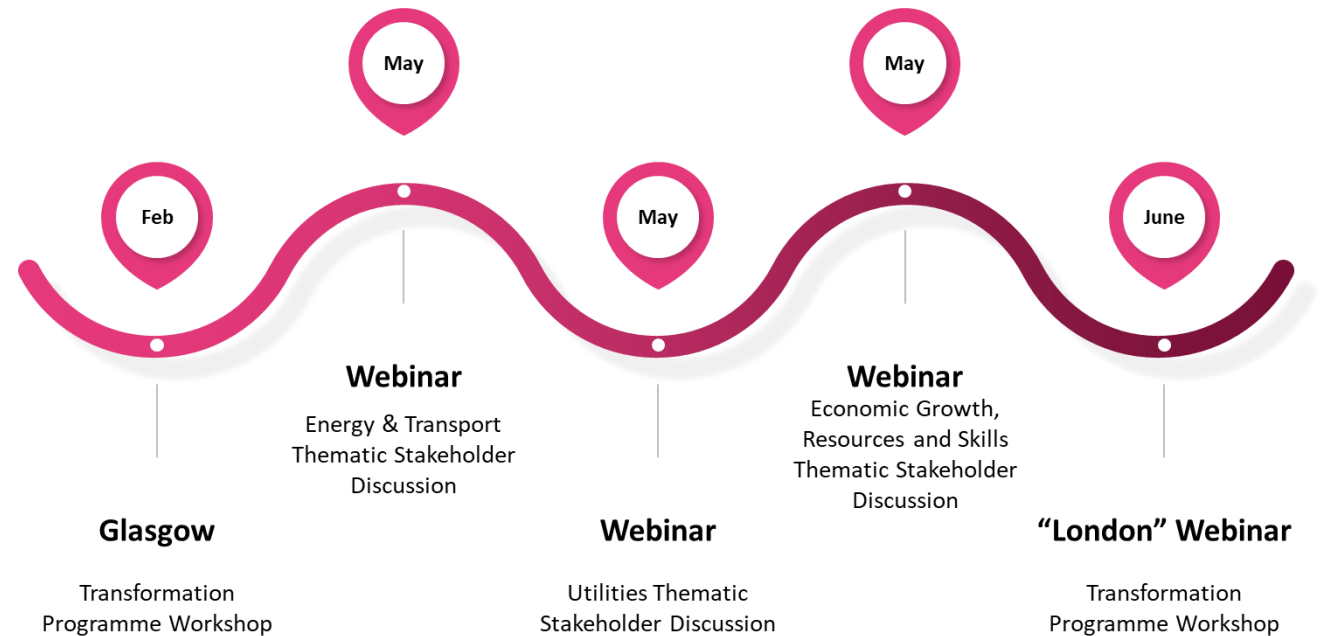 Feb
Glasgow
Transformation
Programme Workshop
May
Webinar
Energy & Transport
Thematic Stakeholder
Discussion
May
Webinar
Utilities Thematic
Stakeholder Discussion
May
Webinar
Economic Growth,
Resources and Skills
Thematic Stakeholder
Discussion
June
“London” Webinar
Transformation
Programme Workshop